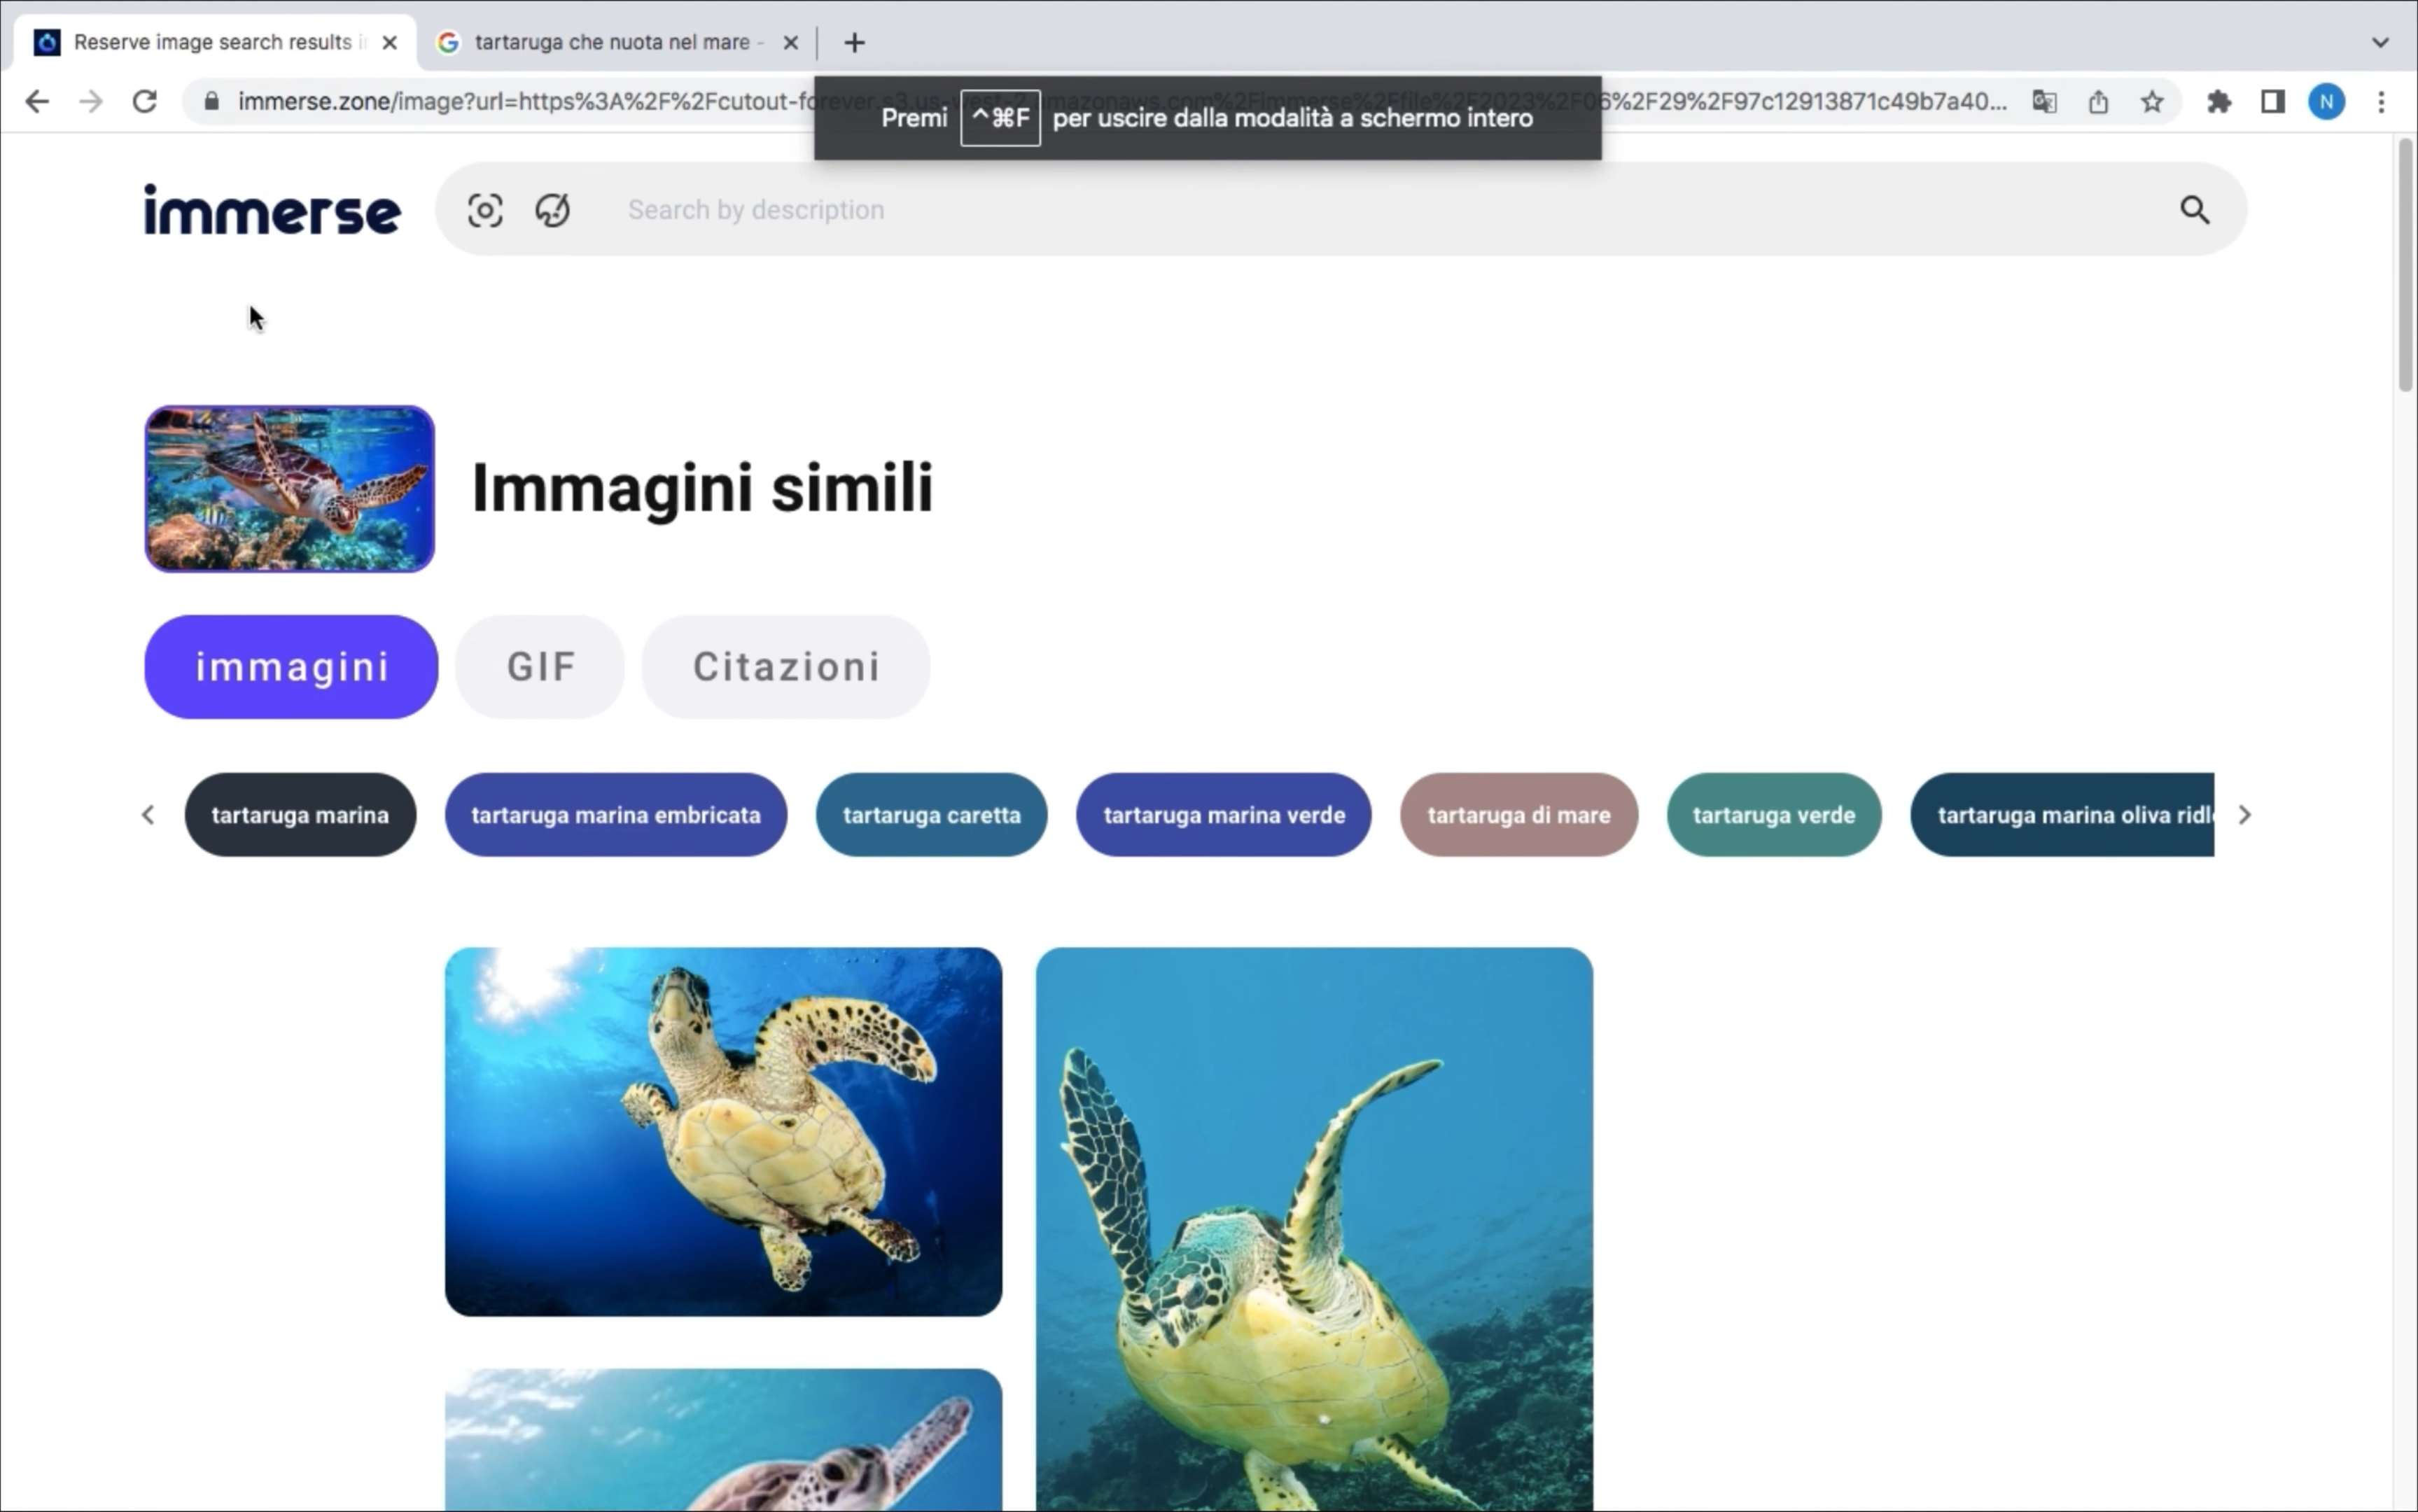 Reserve image search results i
tartaruga che nuota nel mare -
immerse.zone/image?url=https%3A%2F%2Fcutout-forever.s3.us-west-2.amazonaws.com%2Fimmerse%2Ffile%2F2023%2F06%2F29%2F97c12913871c49b7a40...
N
Premi ^⌘F per uscire dalla modalità a schermo intero
immerse
Search by description
Immagini simili
immagini
GIF
Citazioni
tartaruga marina
tartaruga marina embricata
tartaruga caretta
tartaruga marina verde
tartaruga di mare
tartaruga verde
tartaruga marina oliva ridl